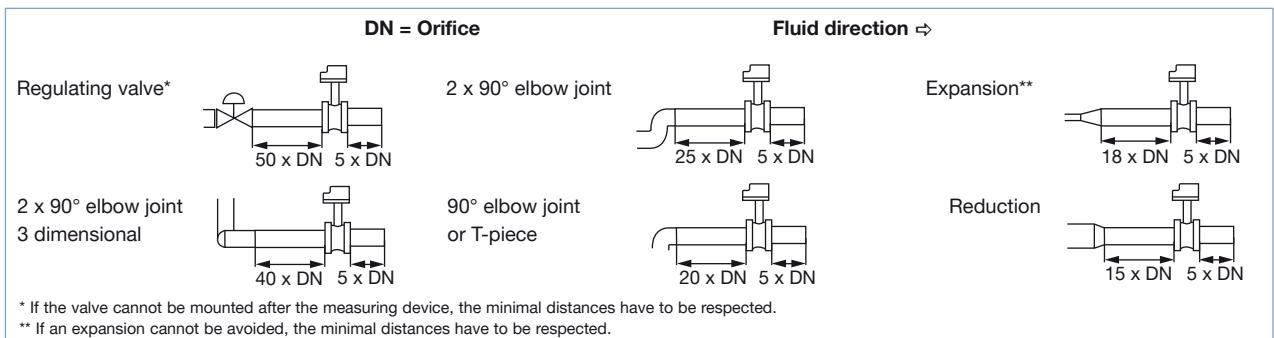 DN = Orifice
Fluid direction ⇨
Regulating valve*
50 x DN 5 x DN
2 x 90° elbow joint
25 x DN 5 x DN
Expansion**
18 x DN 5 x DN
2 x 90° elbow joint
3 dimensional
40 x DN 5 x DN
90° elbow joint
or T-piece
20 x DN 5 x DN
Reduction
15 x DN 5 x DN
* If the valve cannot be mounted after the measuring device, the minimal distances have to be respected.
** If an expansion cannot be avoided, the minimal distances have to be respected.